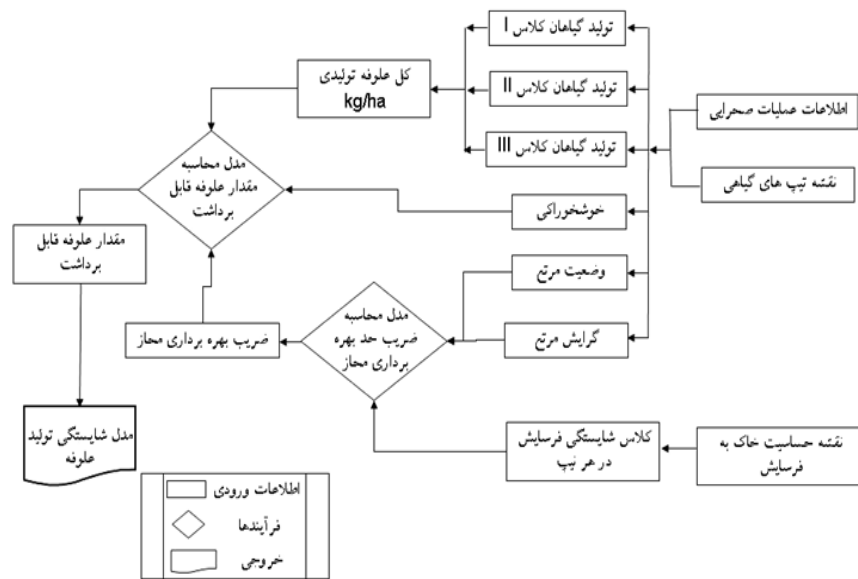 تولید گیاهان کلاس I
کل علوفه تولیدی
kg/ha
تولید گیاهان کلاس II
اطلاعات عملیات صحرایی
تولید گیاهان کلاس III
مدل محاسبه
مقدار علوفه قابل
برداشت
نقشه تیپ های گیاهی
خوشخوراکی
مقدار علوفه قابل
برداشت
وضعیت مرتع
مدل محاسبه
ضریب حد بهره
برداری مجاز
ضریب بهره برداری مجاز
گرایش مرتع
مدل شایستگی تولید
علوفه
کلاس شایستگی فرسایش
در هر تیپ
نقشه حساسیت خاک به
فرسایش
اطلاعات ورودی
فرآیندها
خروجی